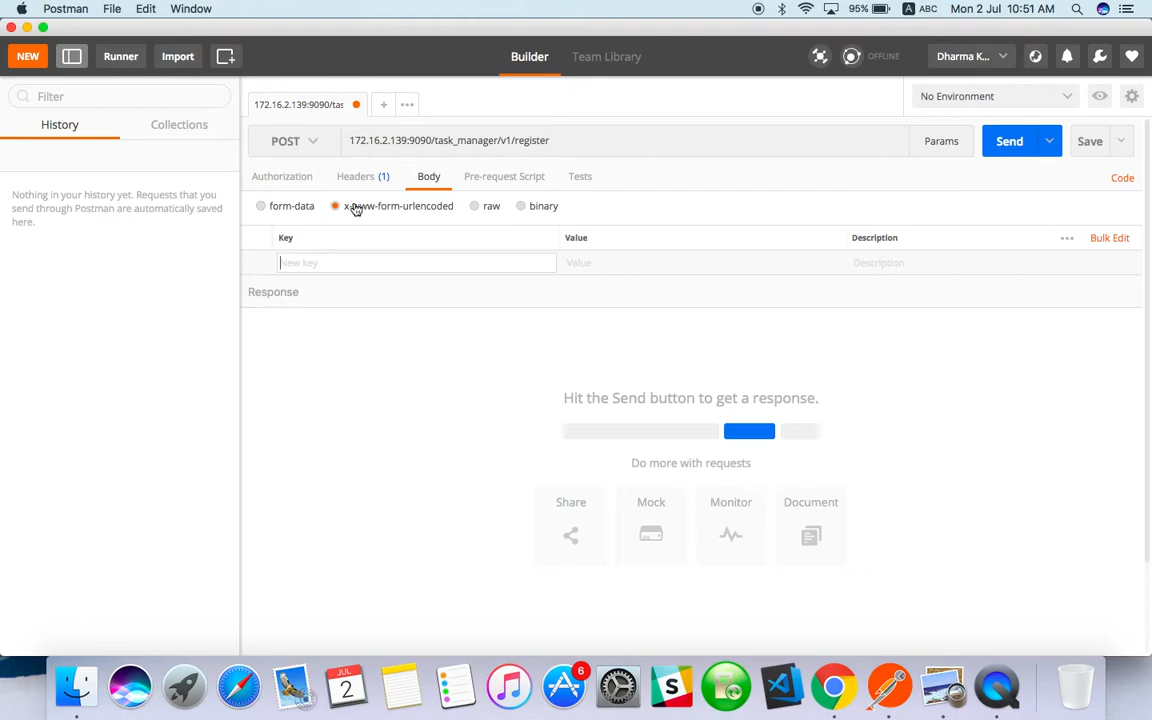 Postman File Edit Window 95% A ABC Mon 2 Jul 10:51 AM
NEW Runner Import Builder Team Library OFFLINE Dharma K...
Filter
History Collections
Nothing in your history yet. Requests that you
send through Postman are automatically saved
here.
172.16.2.139:9090/tas + ••• No Environment
POST 172.16.2.139:9090/task_manager/v1/register Params Send Save
Authorization Headers (1) Body Pre-request Script Tests Code
form-data x-www-form-urlencoded raw binary
Key Value Description ••• Bulk Edit
New key Value Description
Response
Hit the Send button to get a response.
Do more with requests
Share Mock Monitor Document
JUL
2
6
S